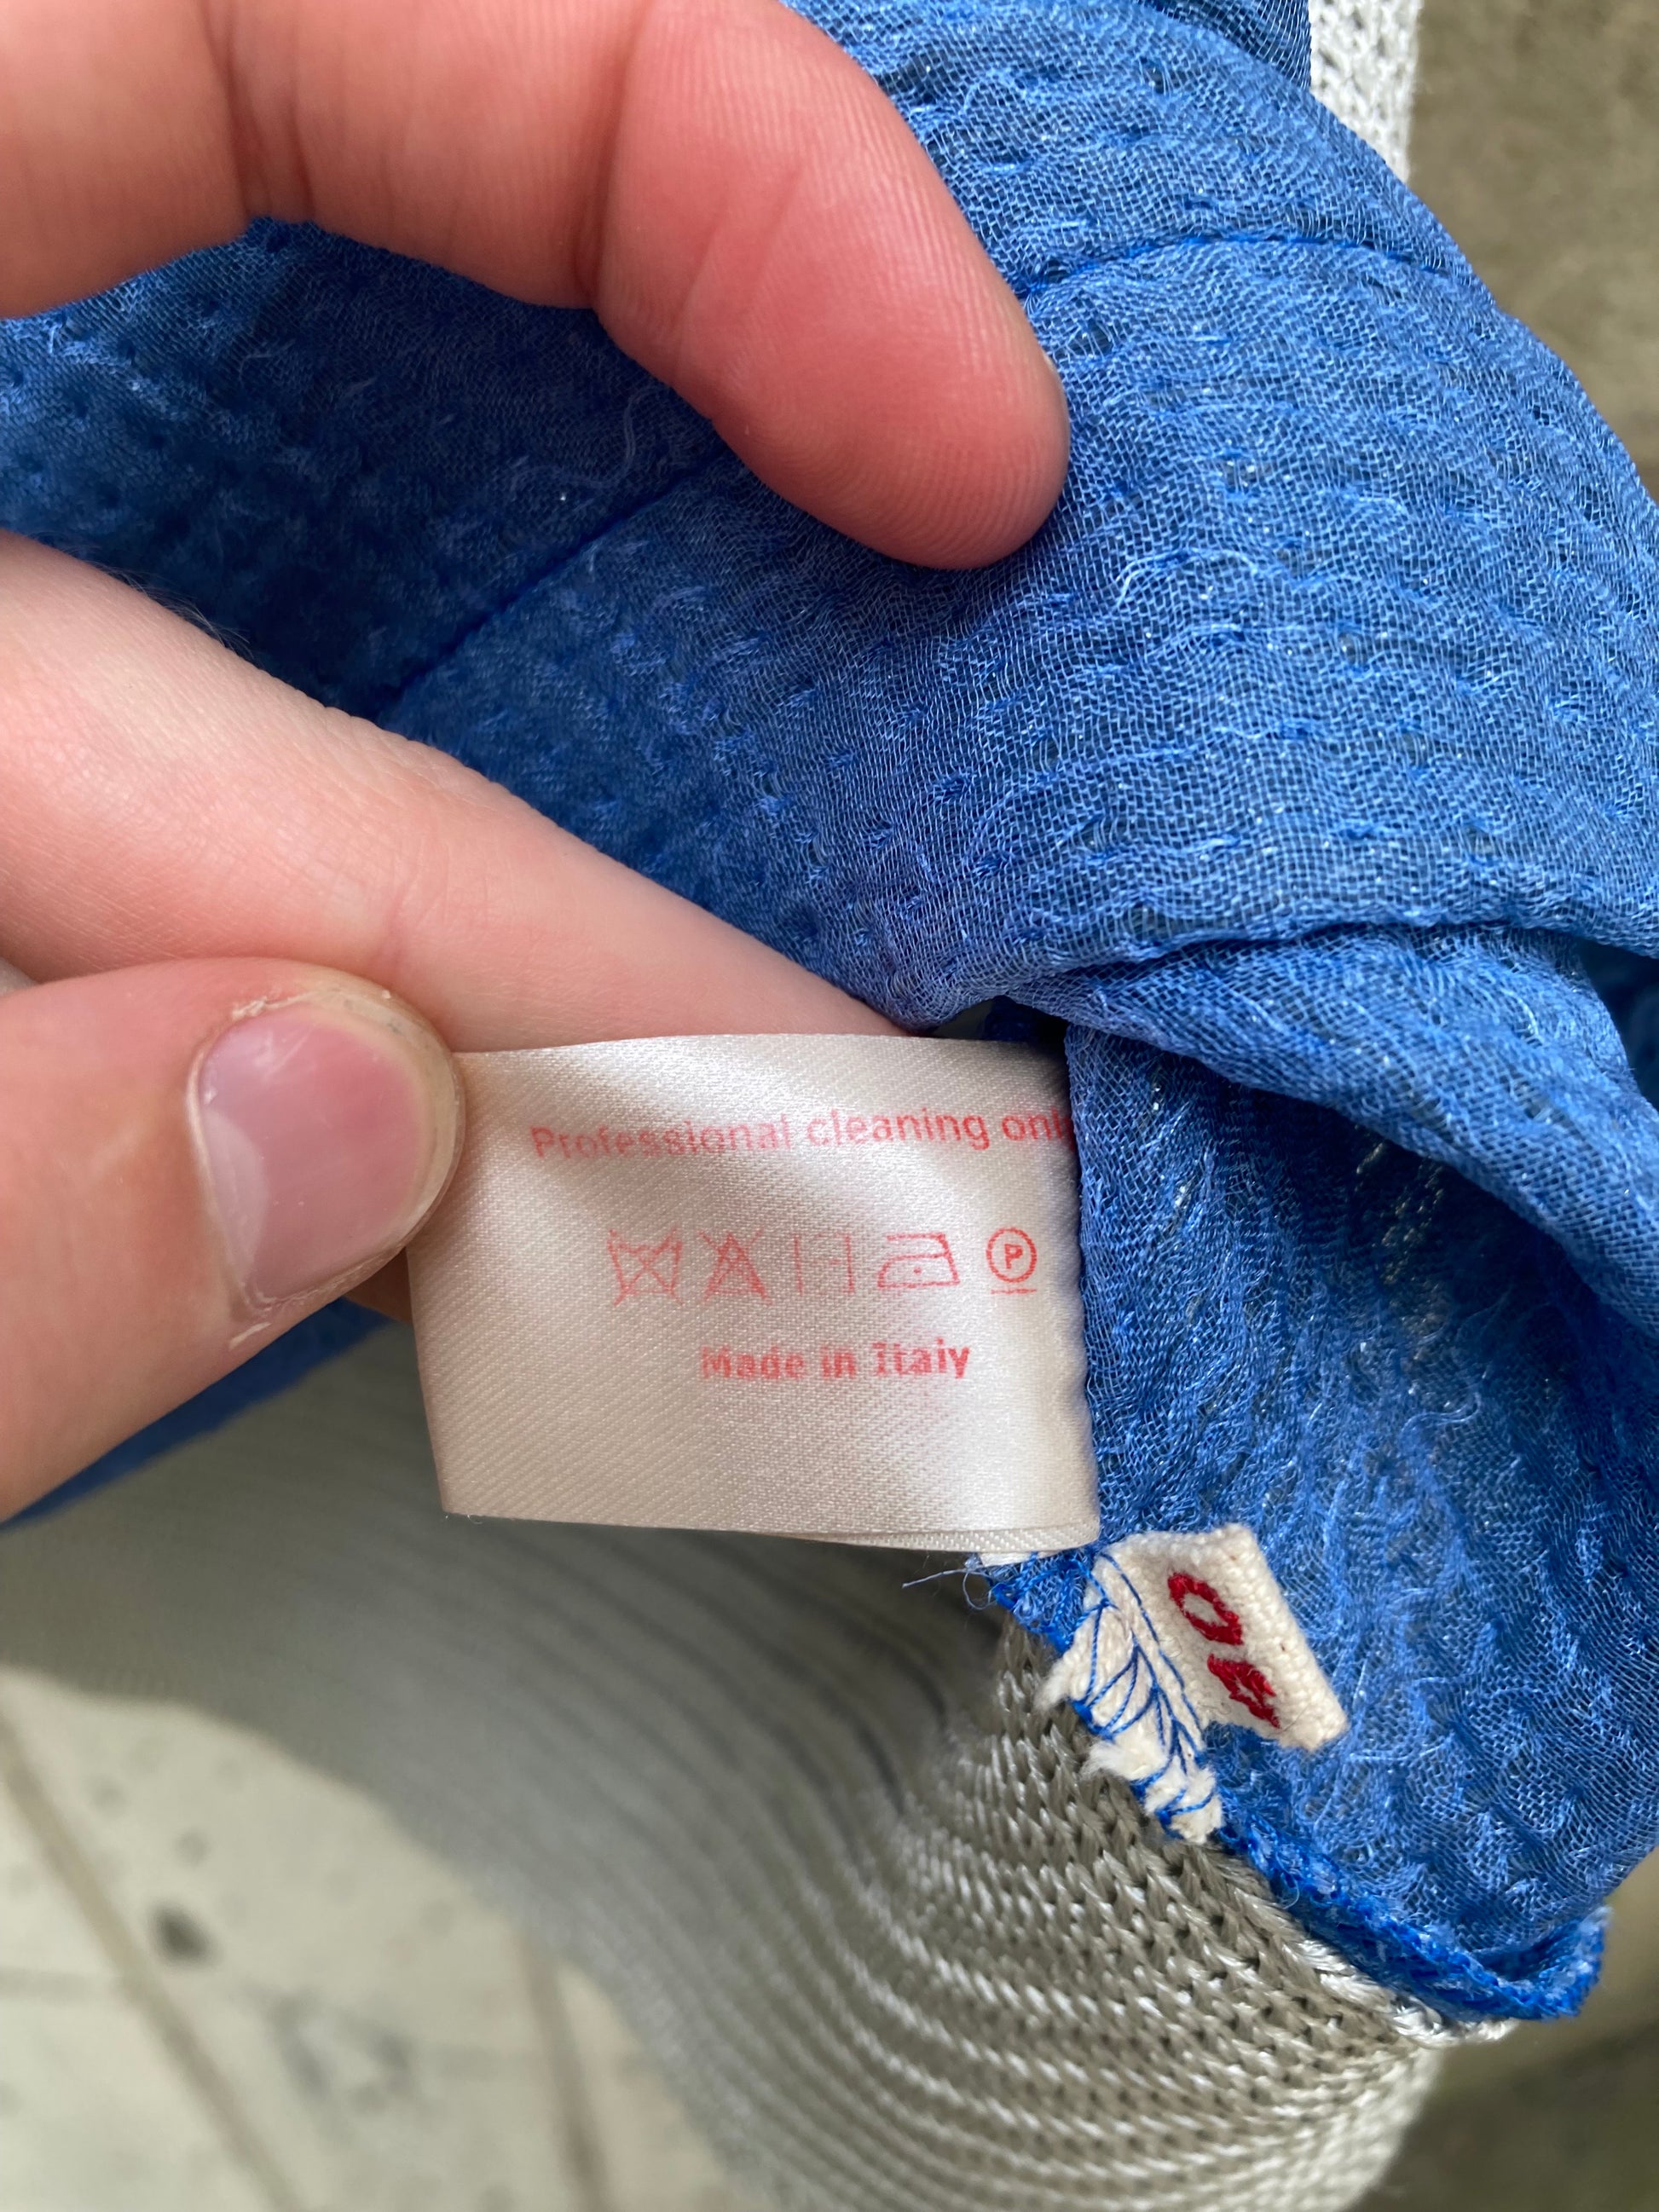 Professional cleaning onl
P
Made in Italy
40